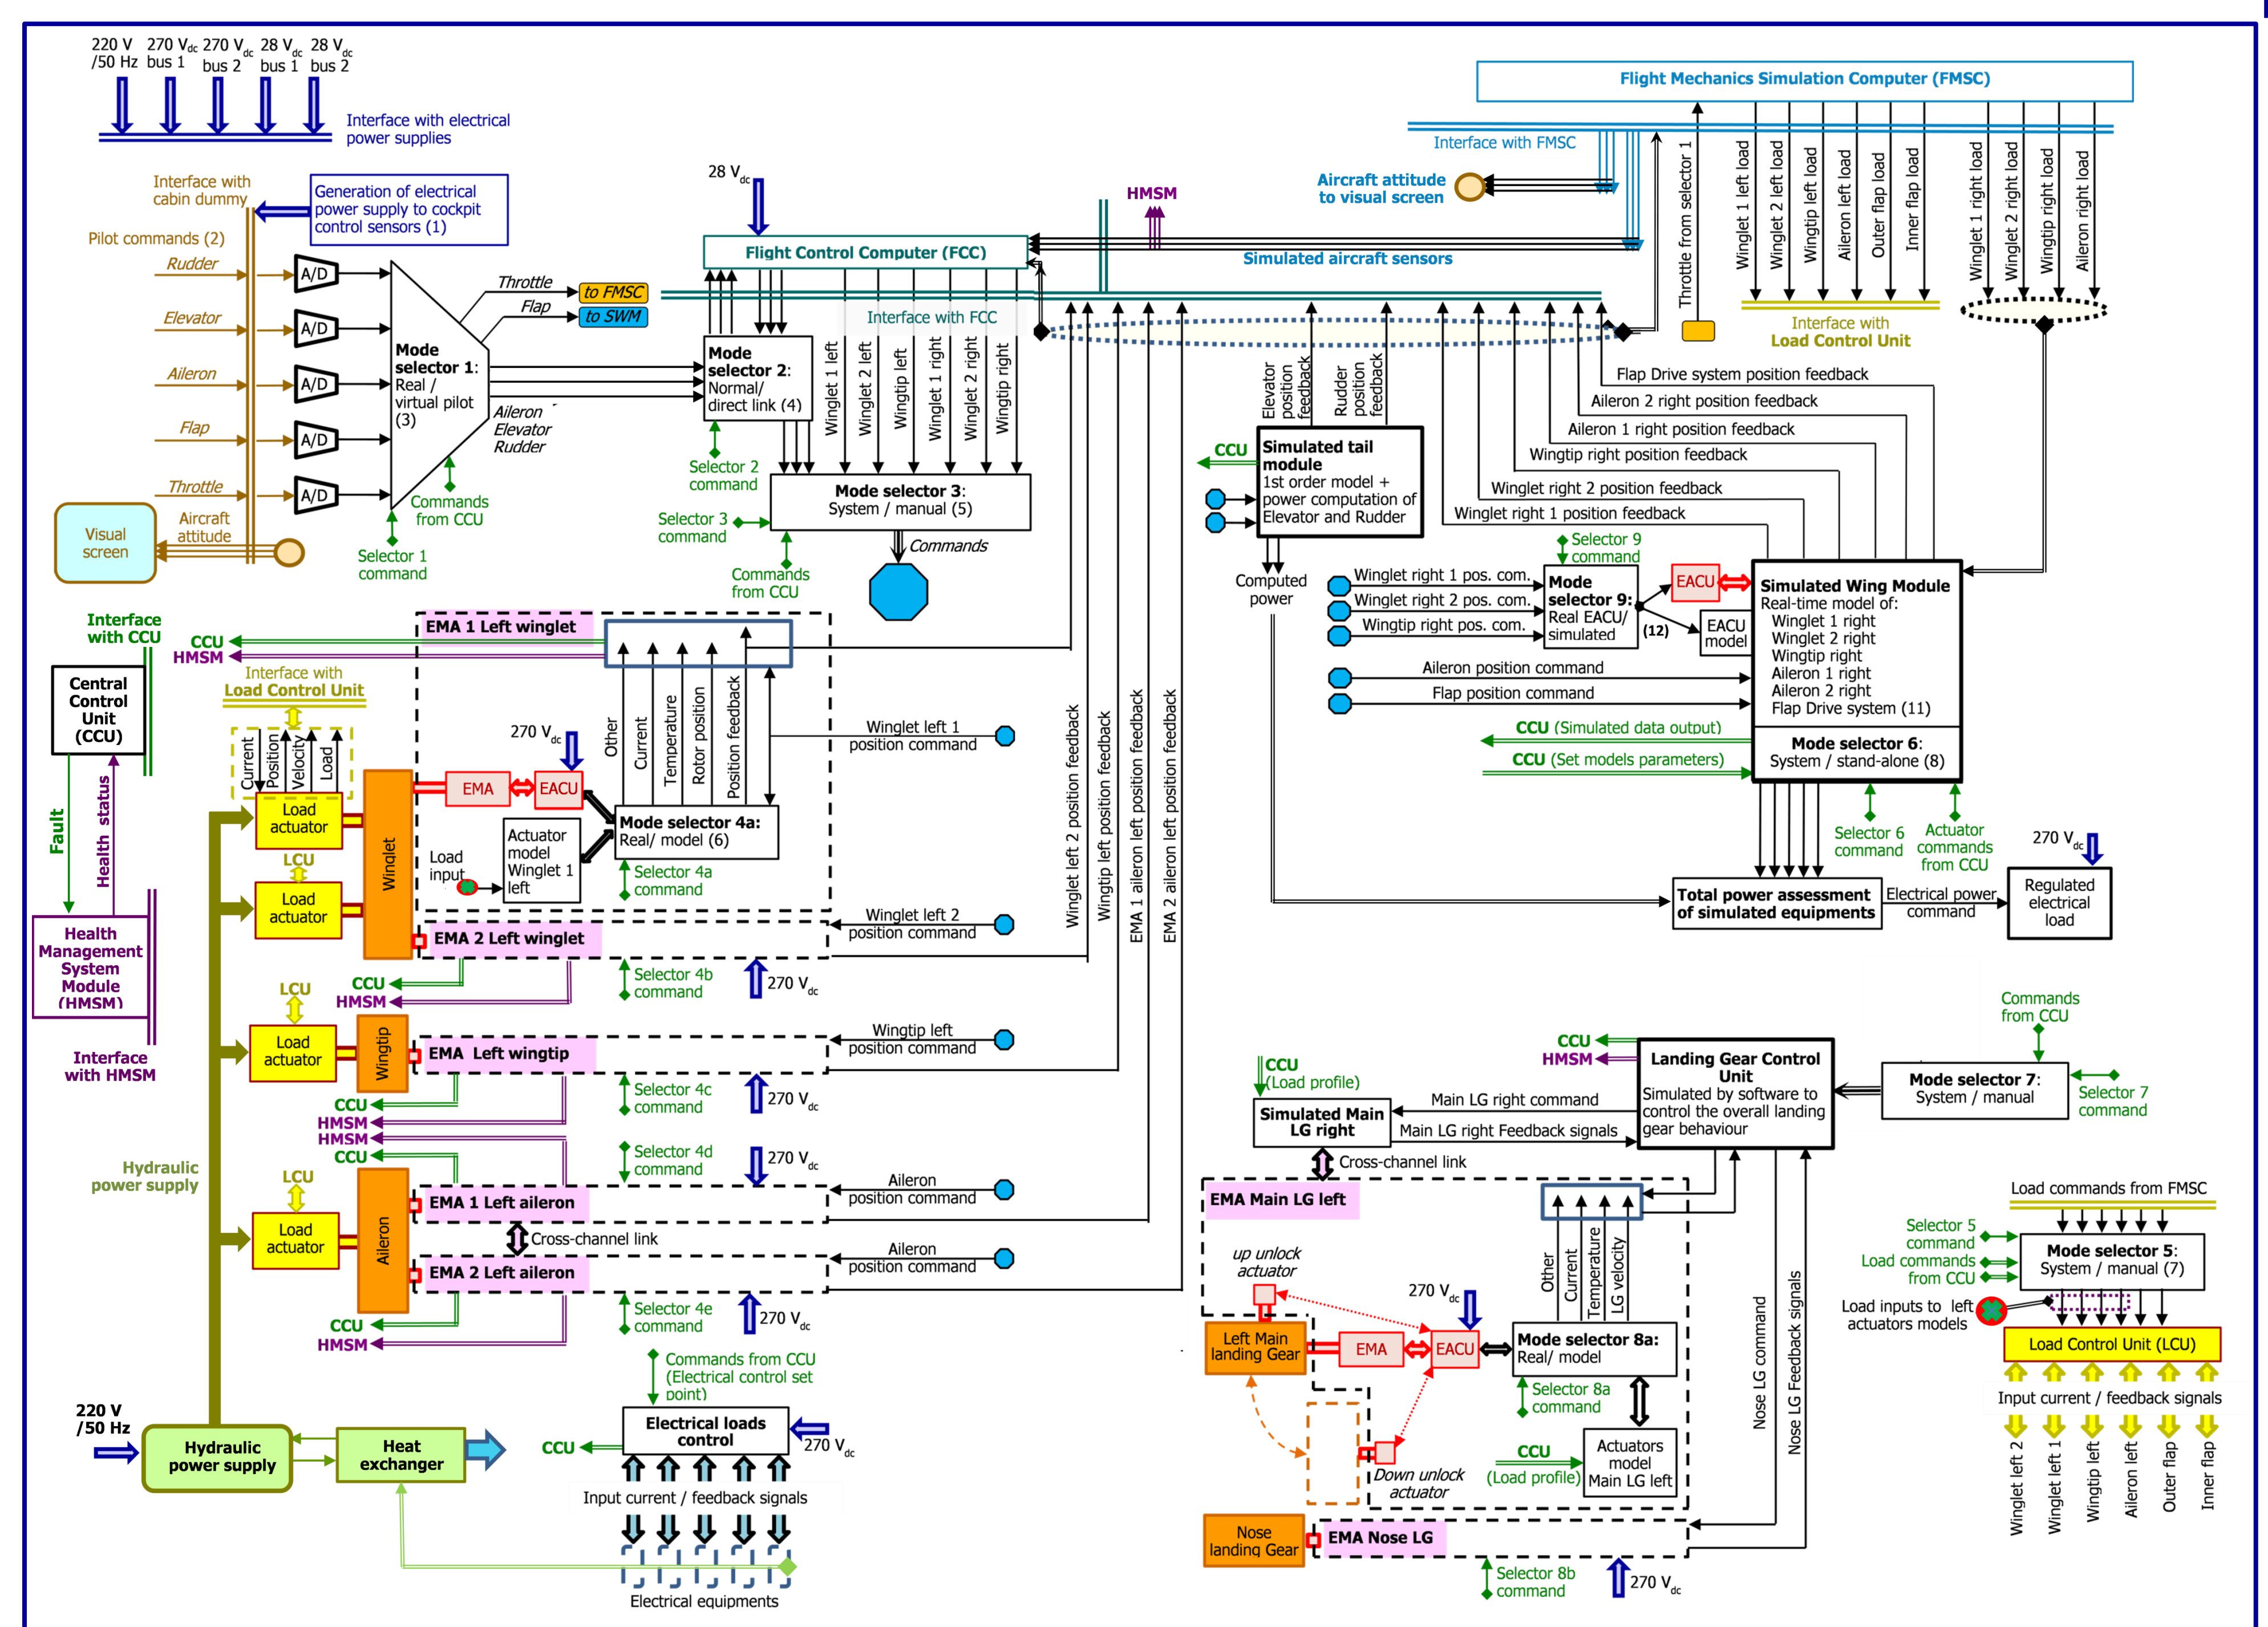 220 V
/50 Hz
270 Vdc
bus 1
270 Vdc
bus 2
28 Vdc
bus 1
28 Vdc
bus 2
Interface with electrical
power supplies
Interface with
cabin dummy
Generation of electrical
power supply to cockpit
control sensors (1)
Pilot commands (2)
Rudder
Elevator
Aileron
Flap
Throttle
A/D
A/D
A/D
A/D
A/D
Mode
selector 1:
Real /
virtual pilot
(3)
Throttle
Flap
to FMSC
to SWM
Aileron
Elevator
Rudder
Commands
from CCU
Selector 1
command
Visual
screen
Aircraft
attitude
28 Vdc
Flight Control Computer (FCC)
Interface with FCC
Mode
selector 2:
Normal/
direct link (4)
Selector 2
command
Winglet 1 left
Winglet 2 left
Wingtip left
Winglet 1 right
Winglet 2 right
Wingtip right
Mode selector 3:
System / manual (5)
Selector 3
command
Commands
from CCU
Commands
HMSM
Simulated aircraft sensors
Aircraft attitude
to visual screen
Flight Mechanics Simulation Computer (FMSC)
Interface with FMSC
Throttle from selector 1
Winglet 1 left load
Winglet 2 left load
Wingtip left load
Aileron left load
Outer flap load
Inner flap load
Winglet 1 right load
Winglet 2 right load
Wingtip right load
Aileron right load
Interface with
Load Control Unit
Elevator
position
feedback
Rudder
position
feedback
Flap Drive system position feedback
Aileron 2 right position feedback
Aileron 1 right position feedback
Wingtip right position feedback
Winglet right 2 position feedback
Winglet right 1 position feedback
CCU
Simulated tail
module
1st order model +
power computation of
Elevator and Rudder
Computed
power
Selector 9
command
Winglet right 1 pos. com.
Winglet right 2 pos. com.
Wingtip right pos. com.
Mode
selector 9:
Real EACU/
simulated
(12)
EACU
EACU
model
Simulated Wing Module
Real-time model of:
Winglet 1 right
Winglet 2 right
Wingtip right
Aileron 1 right
Aileron 2 right
Flap Drive system (11)
Aileron position command
Flap position command
CCU (Simulated data output)
CCU (Set models parameters)
Mode selector 6:
System / stand-alone (8)
Selector 6
command
Actuator
commands
from CCU
Total power assessment
of simulated equipments
Electrical power
command
270 Vdc
Regulated
electrical
load
Interface
with CCU
Central
Control
Unit
(CCU)
Fault
Health status
Health
Management
System
Module
(HMSM)
Interface
with HMSM
CCU
HMSM
Interface with
Load Control Unit
Current
Position
Velocity
Load
Load
actuator
LCU
Load
actuator
Winglet
EMA 1 Left winglet
270 Vdc
EMA
EACU
Other
Current
Temperature
Rotor position
Position feedback
Mode selector 4a:
Real/ model (6)
Actuator
model
Winglet 1
left
Load
input
Selector 4a
command
Winglet left 1
position command
EMA 2 Left winglet
Winglet left 2
position command
CCU
HMSM
Selector 4b
command
270 Vdc
LCU
Load
actuator
Wingtip
EMA  Left wingtip
Wingtip left
position command
CCU
HMSM
Selector 4c
command
270 Vdc
HMSM
CCU
Selector 4d
command
270 Vdc
Hydraulic
power supply
LCU
Load
actuator
Aileron
EMA 1 Left aileron
Aileron
position command
Cross-channel link
EMA 2 Left aileron
Aileron
position command
CCU
HMSM
Selector 4e
command
270 Vdc
Winglet left 2 position feedback
Wingtip left position feedback
EMA 1 aileron left position feedback
EMA 2 aileron left position feedback
220 V
/50 Hz
Hydraulic
power supply
Heat
exchanger
Commands from CCU
(Electrical control set
point)
Electrical loads
control
CCU
270 Vdc
Input current / feedback signals
Electrical equipments
CCU
(Load profile)
Simulated Main
LG right
Main LG right command
Main LG right Feedback signals
Cross-channel link
CCU
HMSM
Landing Gear Control
Unit
Simulated by software to
control the overall landing
gear behaviour
Commands
from CCU
Mode selector 7:
System / manual
Selector 7
command
EMA Main LG left
up unlock
actuator
Left Main
landing Gear
EMA
EACU
270 Vdc
Other
Current
Temperature
LG velocity
Mode selector 8a:
Real/ model
Selector 8a
command
CCU
(Load profile)
Actuators
model
Main LG left
Down unlock
actuator
Nose LG command
Nose LG Feedback signals
Nose
landing Gear
EMA Nose LG
Selector 8b
command
270 Vdc
Load commands from FMSC
Selector 5
command
Load commands
from CCU
Mode selector 5:
System / manual (7)
Load inputs to  left
actuators models
Load Control Unit (LCU)
Input current / feedback signals
Winglet left 2
Winglet left 1
Wingtip left
Aileron left
Outer flap
Inner flap